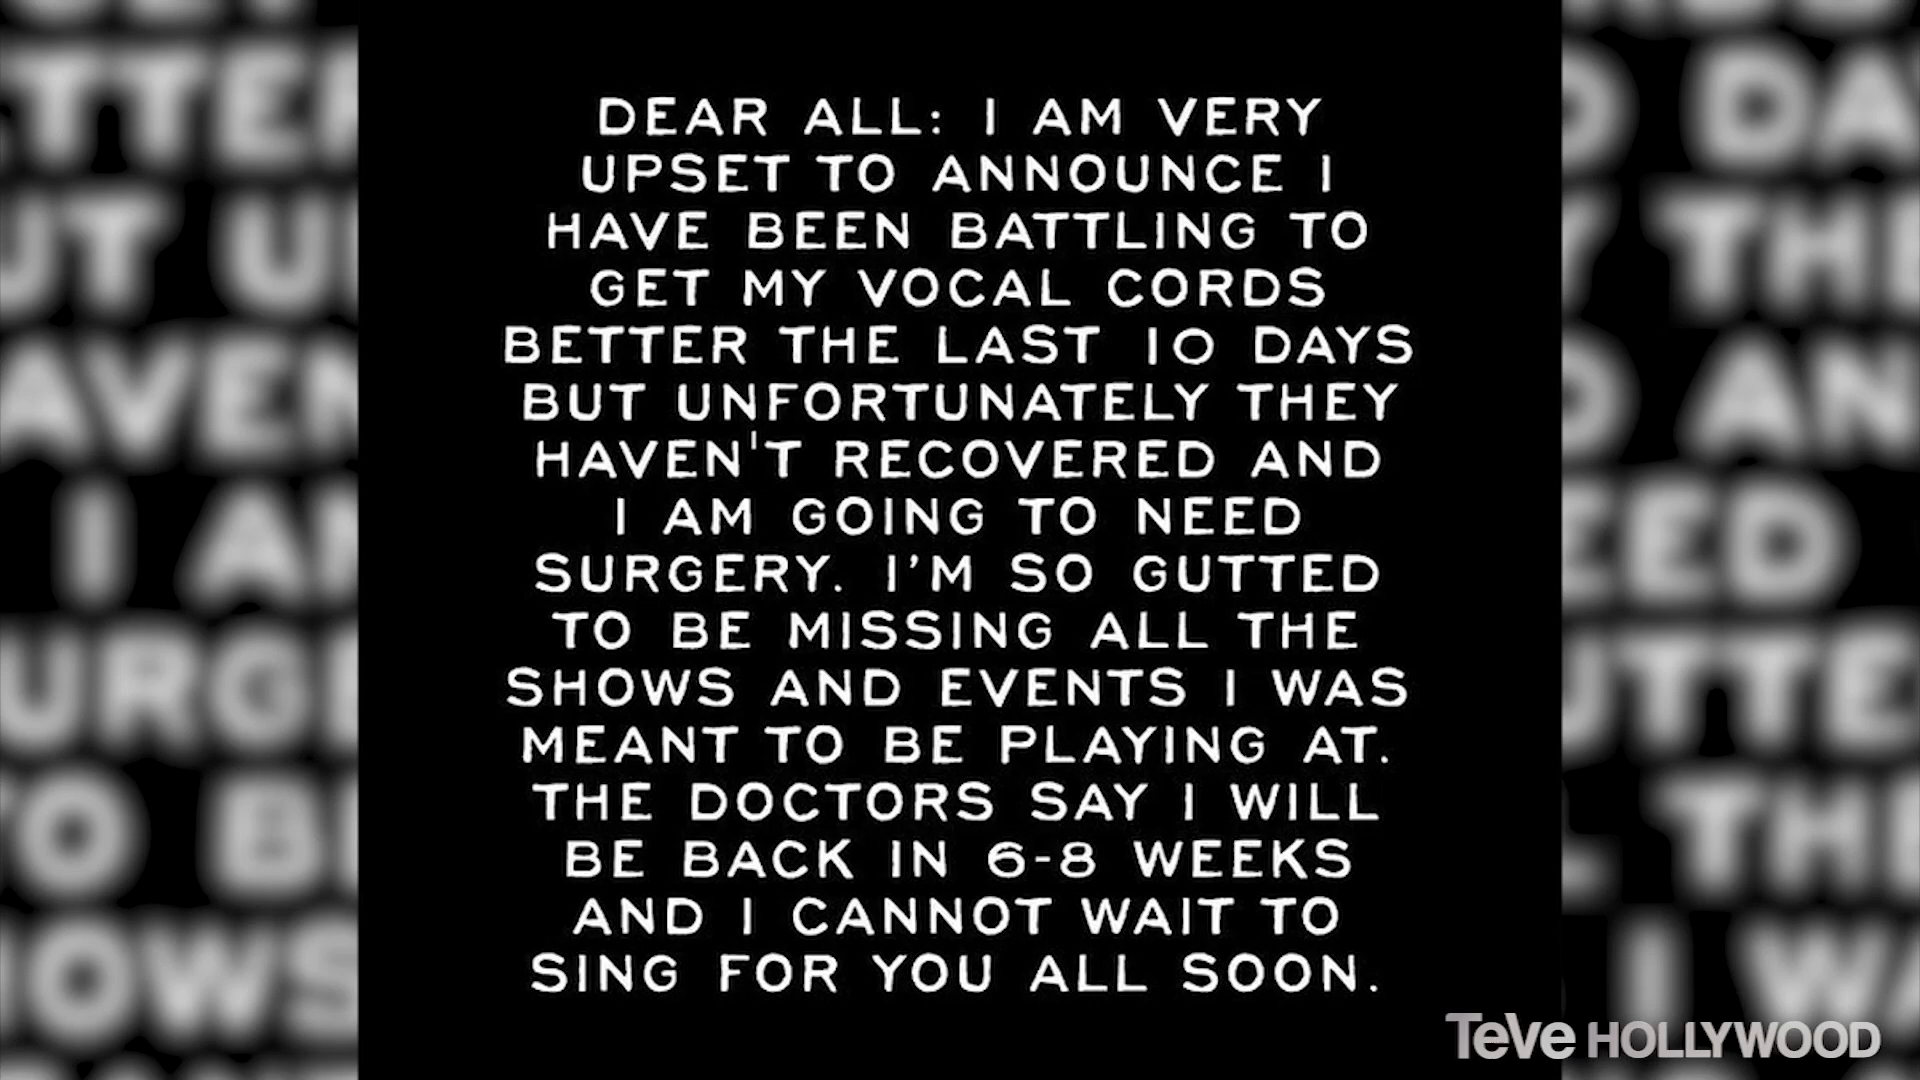 DEAR ALL: I AM VERY
UPSET TO ANNOUNCE I
HAVE BEEN BATTLING TO
GET MY VOCAL CORDS
BETTER THE LAST 10 DAYS
BUT UNFORTUNATELY THEY
HAVEN'T RECOVERED AND
I AM GOING TO NEED
SURGERY. I’M SO GUTTED
TO BE MISSING ALL THE
SHOWS AND EVENTS I WAS
MEANT TO BE PLAYING AT.
THE DOCTORS SAY I WILL
BE BACK IN 6-8 WEEKS
AND I CANNOT WAIT TO
SING FOR YOU ALL SOON.
TeVe HOLLYWOOD